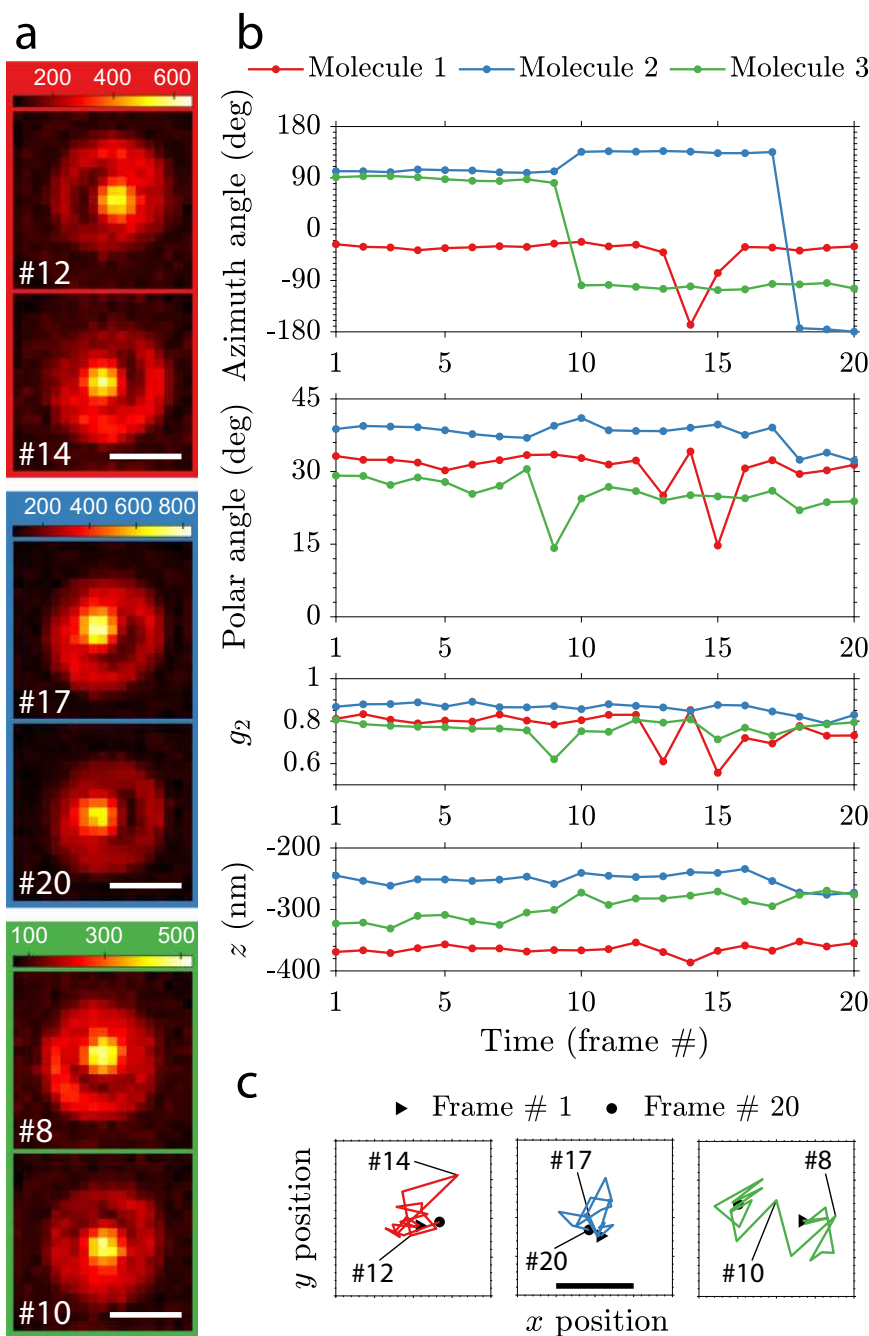 a
200 400 600
#12
#14
200 400 600 800
#17
#20
100 300 500
#8
#10
b
Molecule 1 Molecule 2 Molecule 3
Azimuth angle (deg)
180
90
0
-90
-180
1 5 10 15 20
Polar angle (deg)
45
30
15
0
1 5 10 15 20
g2
1
0.8
0.6
1 5 10 15 20
z (nm)
-200
-300
-400
1 5 10 15 20
Time (frame #)
c
Frame # 1 Frame # 20
y position
#14
#12
#17
#20
#8
#10
x position